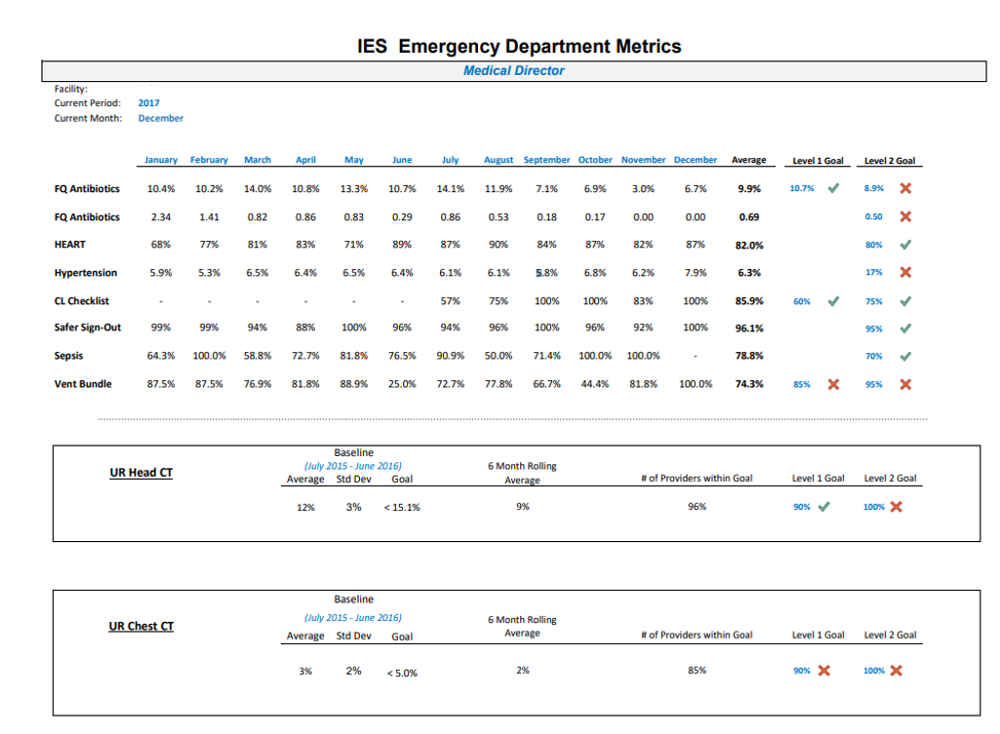 IES Emergency Department Metrics
Medical Director
Facility:
Current Period: 2017
Current Month: December
January February March April May June July August September October November December Average Level 1 Goal Level 2 Goal
FQ Antibiotics 10.4% 10.2% 14.0% 10.8% 13.3% 10.7% 14.1% 11.9% 7.1% 6.9% 3.0% 6.7% 9.9% 10.7% ✔ 8.9% ✖
FQ Antibiotics 2.34 1.41 0.82 0.86 0.83 0.29 0.86 0.53 0.18 0.17 0.00 0.00 0.69 0.50 ✖
HEART 68% 77% 81% 83% 71% 89% 87% 90% 84% 87% 82% 87% 82.0% 80% ✔
Hypertension 5.9% 5.3% 6.5% 6.4% 6.5% 6.4% 6.1% 6.1% 5.8% 6.8% 6.2% 7.9% 6.3% 17% ✖
CL Checklist - - - - - - 57% 75% 100% 100% 83% 100% 85.9% 60% ✔ 75% ✔
Safer Sign-Out 99% 99% 94% 88% 100% 96% 94% 96% 100% 96% 92% 100% 96.1% 95% ✔
Sepsis 64.3% 100.0% 58.8% 72.7% 81.8% 76.5% 90.9% 50.0% 71.4% 100.0% 100.0% - 78.8% 70% ✔
Vent Bundle 87.5% 87.5% 76.9% 81.8% 88.9% 25.0% 72.7% 77.8% 66.7% 44.4% 81.8% 100.0% 74.3% 85% ✖ 95% ✖
UR Head CT
Baseline
(July 2015 - June 2016)
6 Month Rolling
Average Std Dev Goal Average # of Providers within Goal Level 1 Goal Level 2 Goal
12% 3% < 15.1% 9% 96% 90% ✔ 100% ✖
UR Chest CT
Baseline
(July 2015 - June 2016)
6 Month Rolling
Average Std Dev Goal Average # of Providers within Goal Level 1 Goal Level 2 Goal
3% 2% < 5.0% 2% 85% 90% ✖ 100% ✖